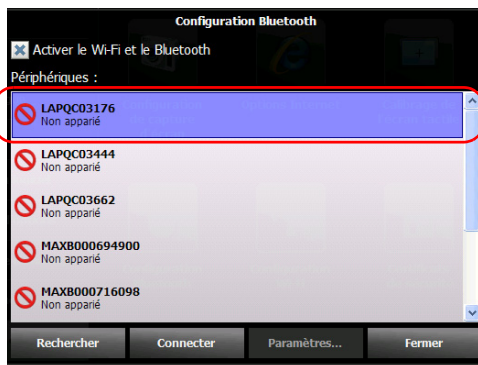 Configuration Bluetooth
Activer le Wi-Fi et le Bluetooth
Périphériques :
LAPQC03176
Non apparié
LAPQC03444
Non apparié
LAPQC03662
Non apparié
MAXB000694900
Non apparié
MAXB000716098
Non apparié
Rechercher Connecter Paramètres... Fermer